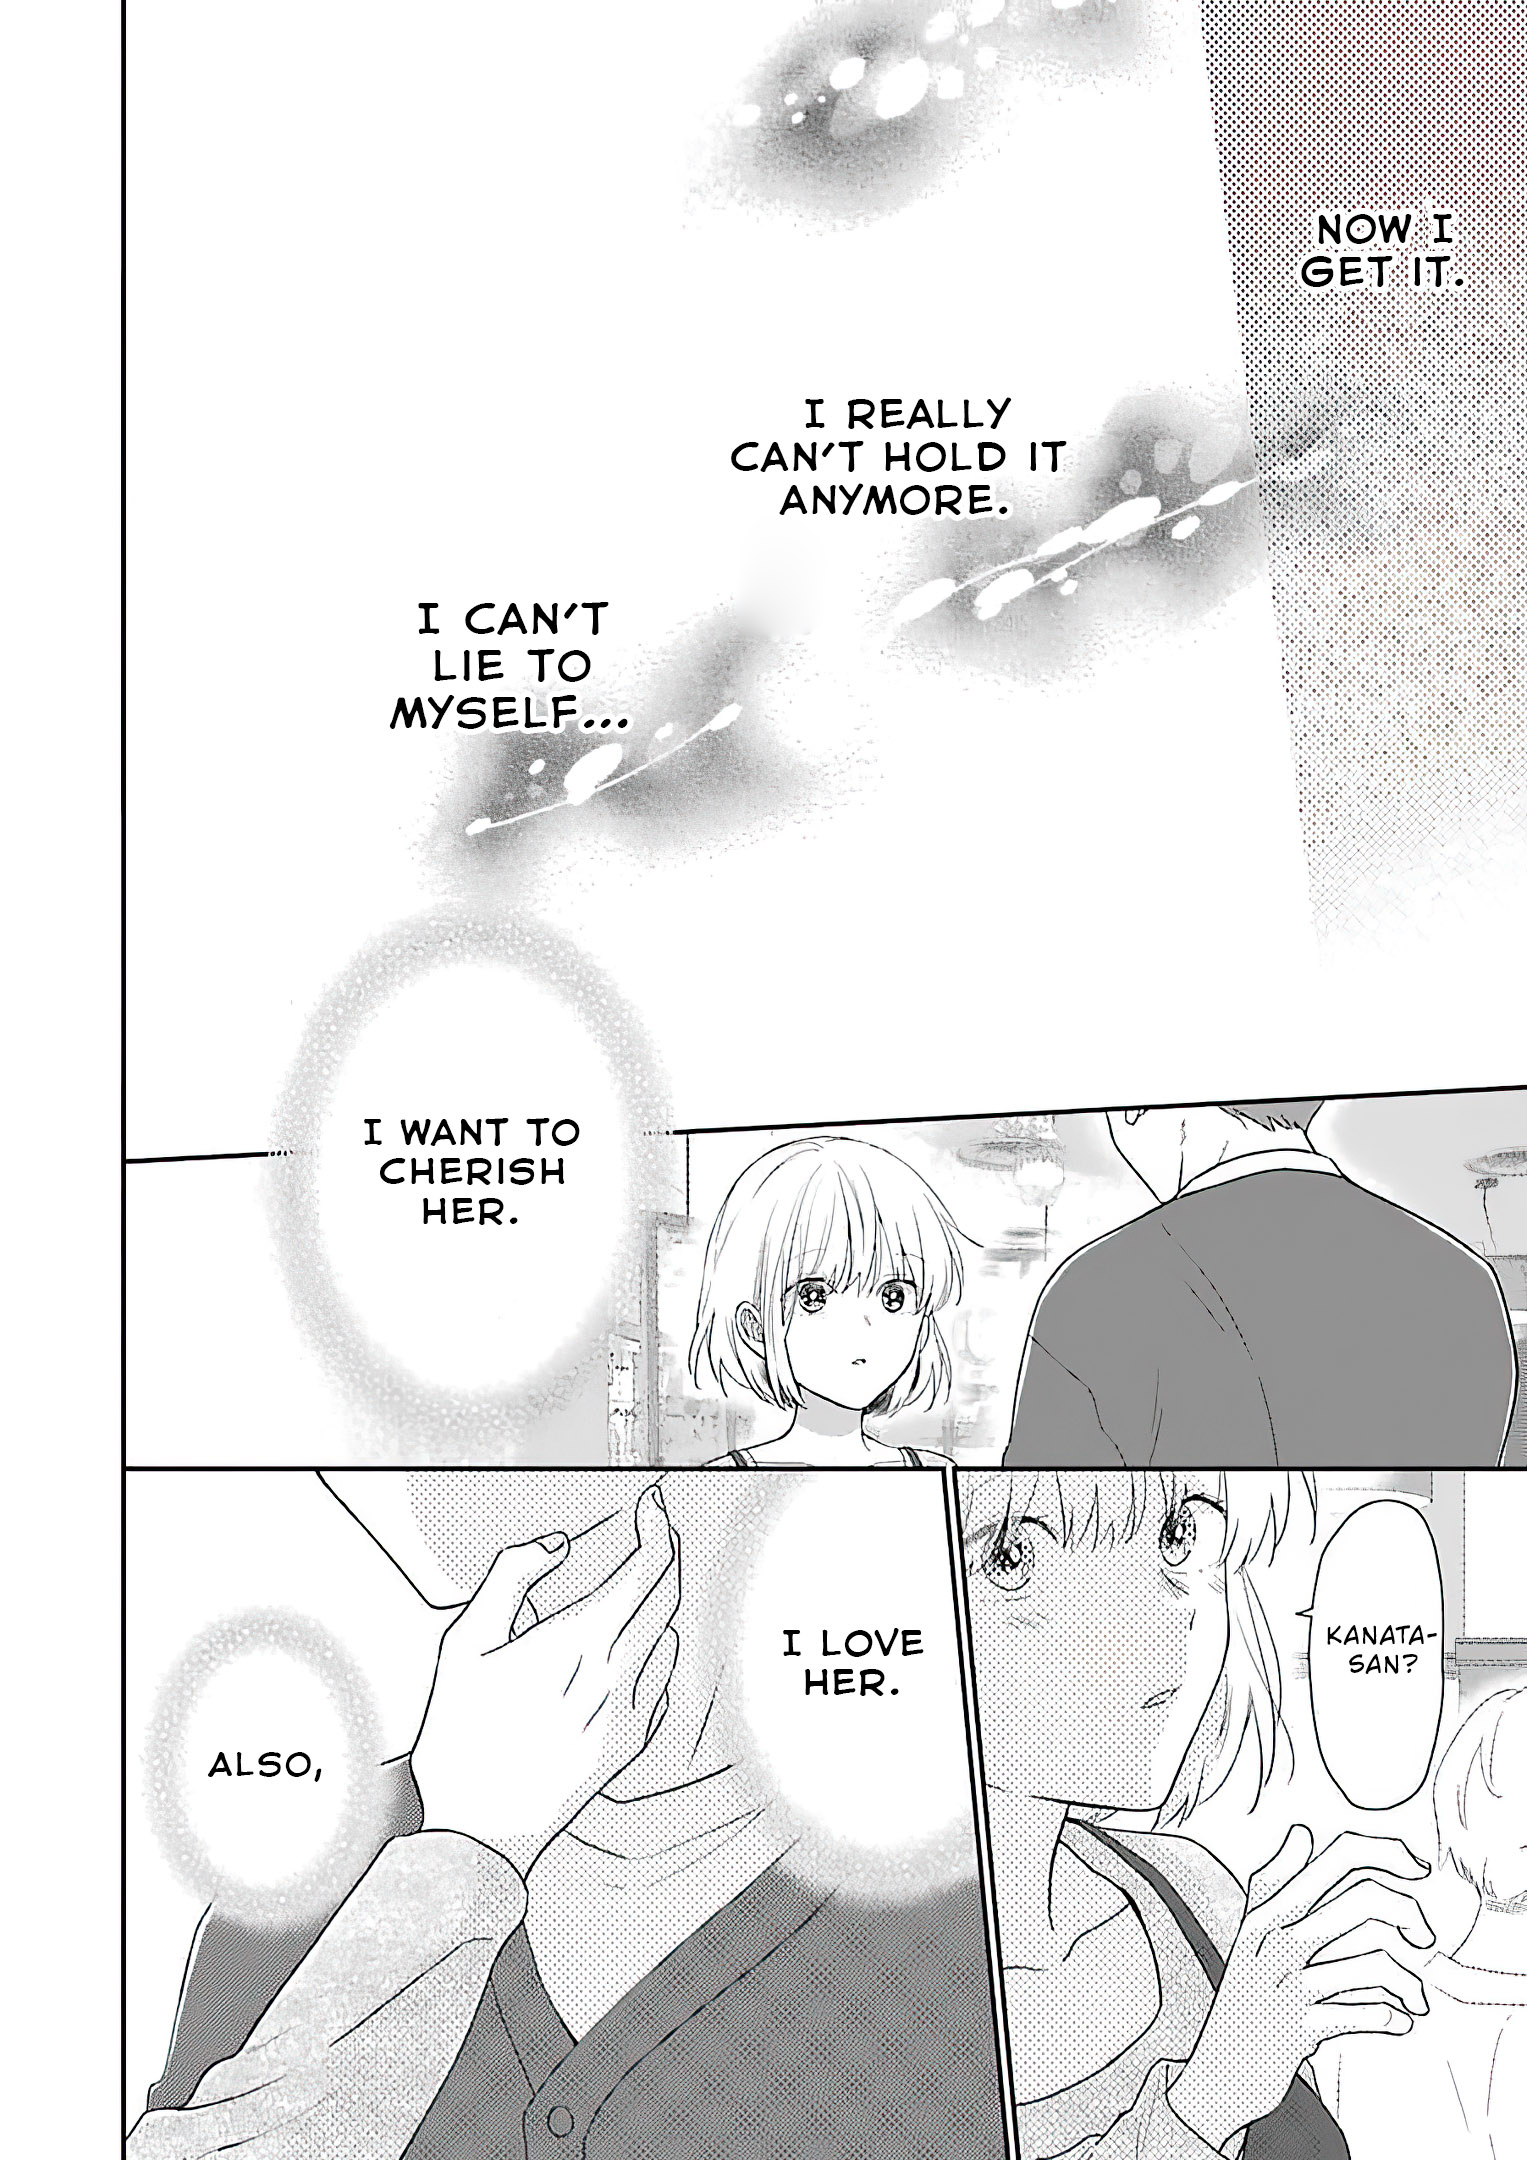 NOW I
GET IT.
I REALLY
CAN'T HOLD IT
ANYMORE.
I CAN'T
LIE TO
MYSELF...
I WANT TO
CHERISH
HER.
KANATA-
SAN?
I LOVE
HER.
ALSO,